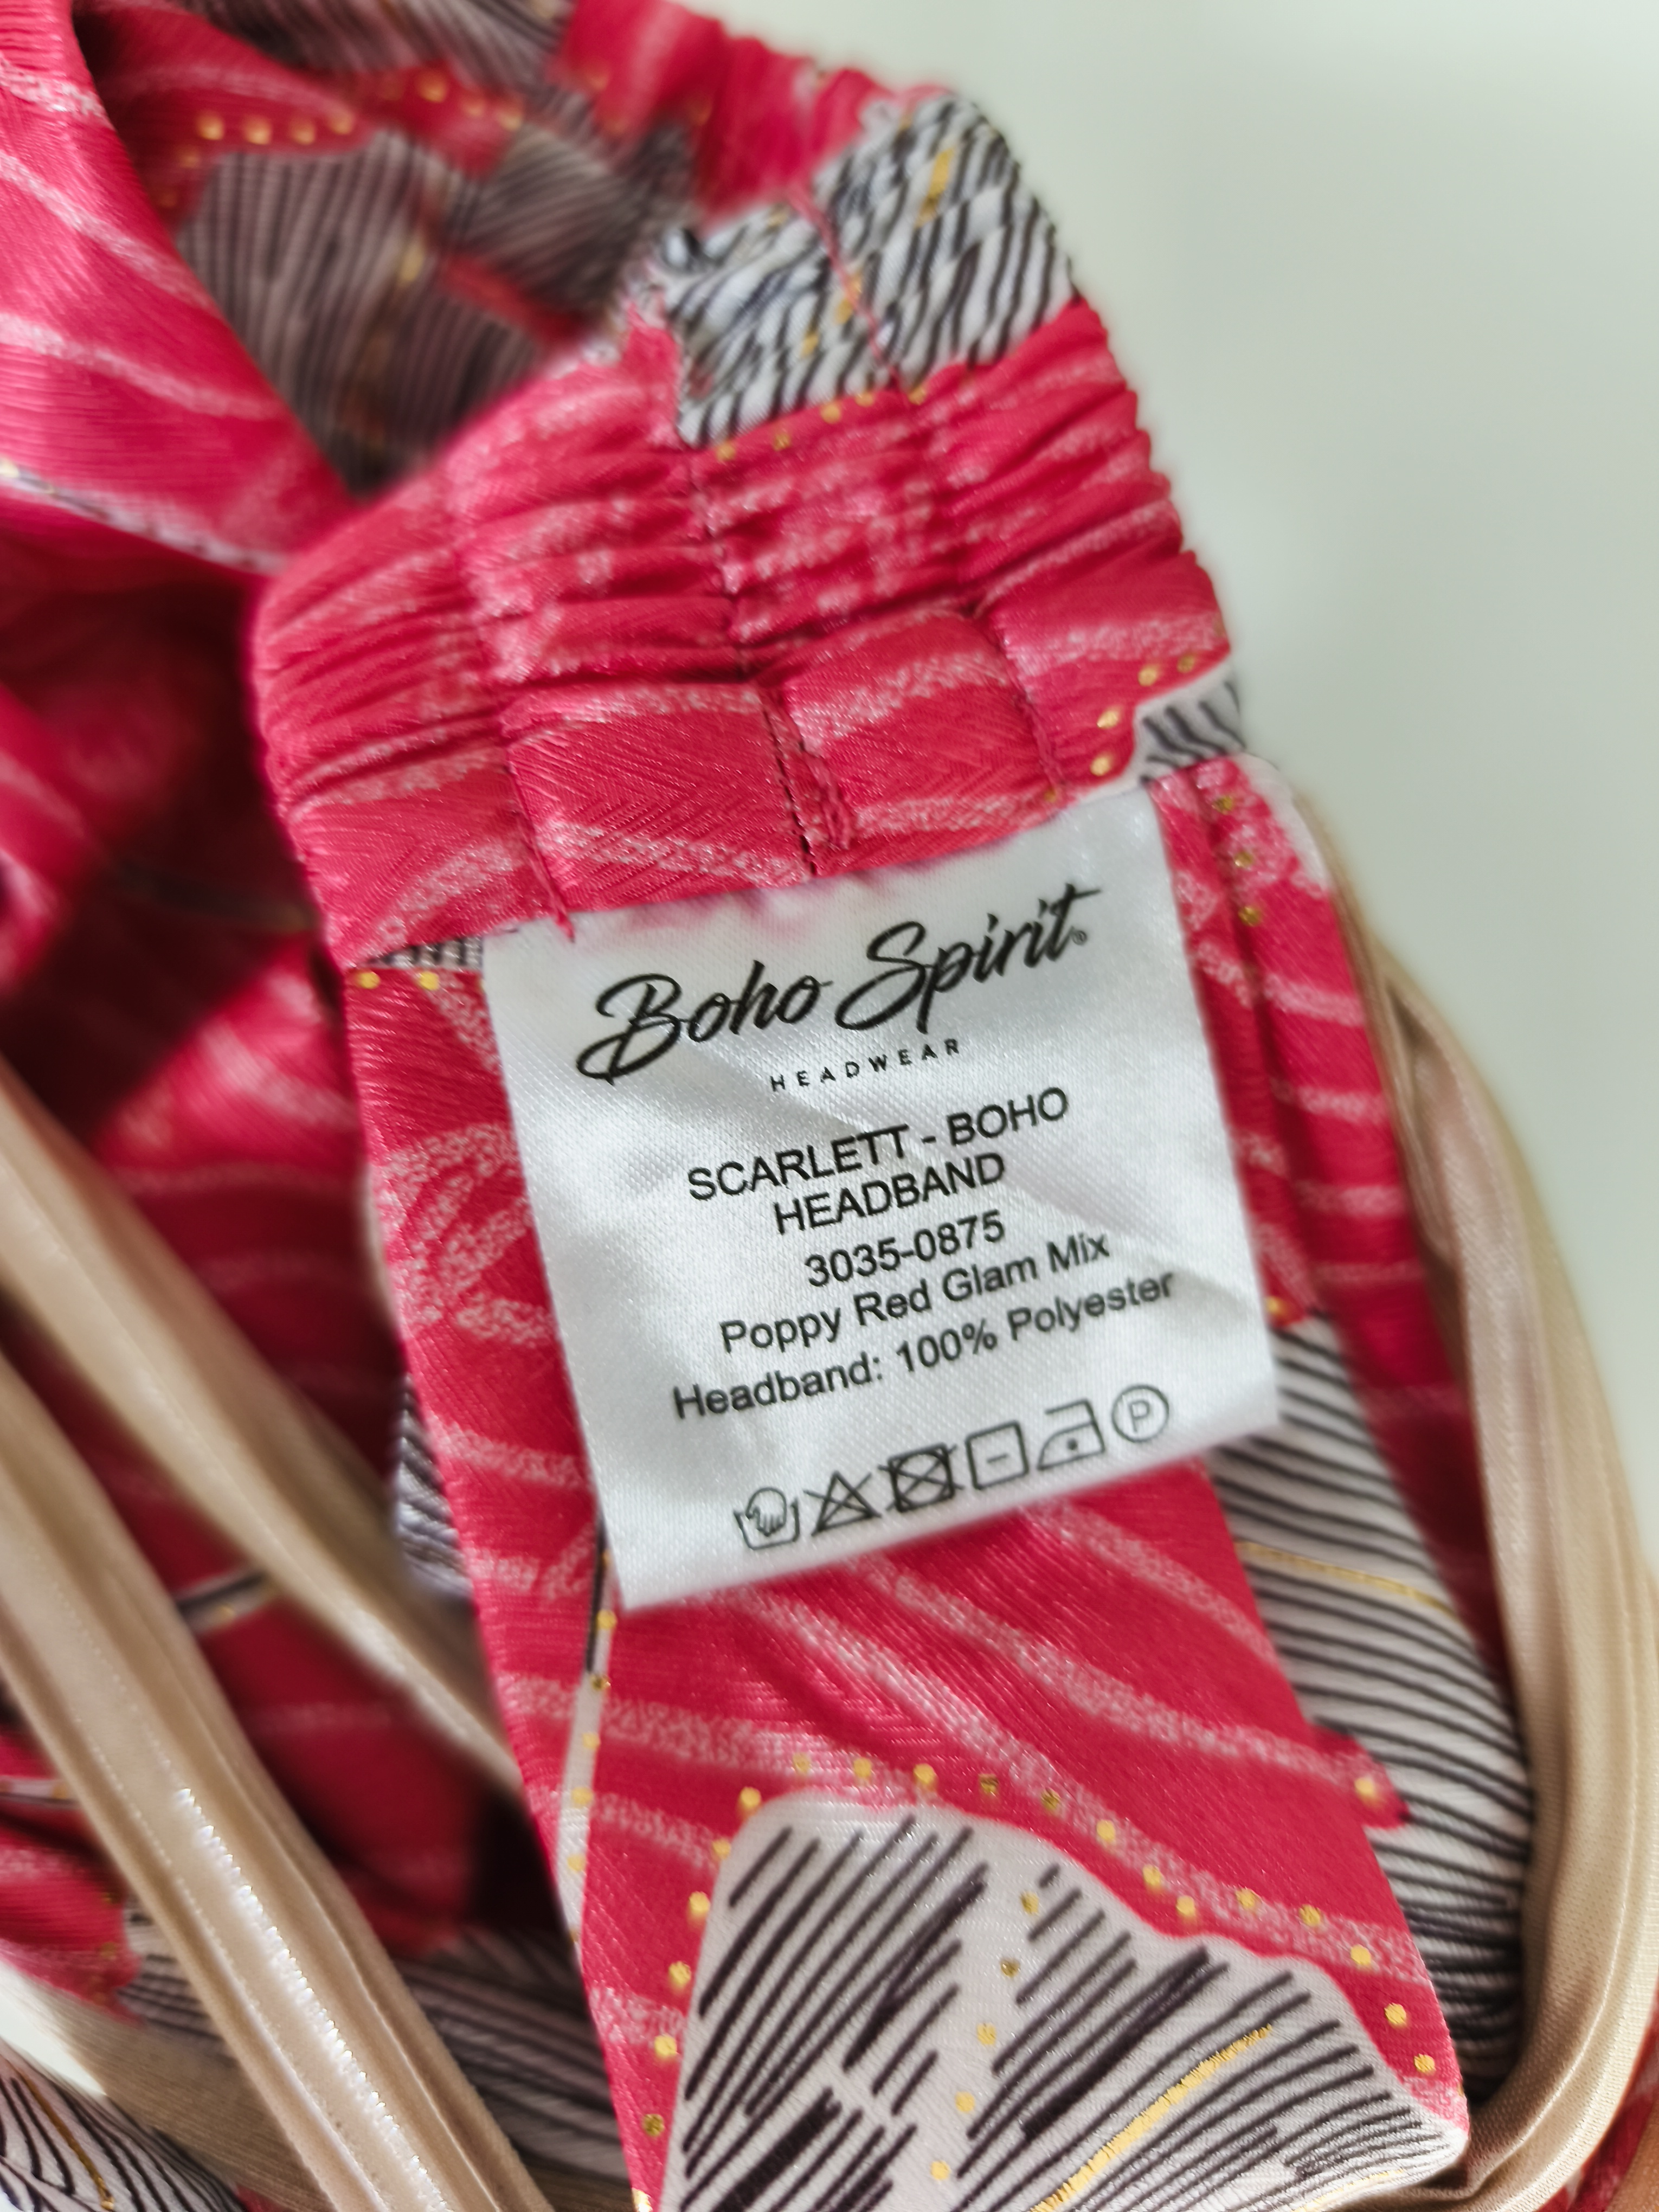 Boho Spirit®
HEADWEAR
SCARLETT - BOHO
HEADBAND
3035-0875
Poppy Red Glam Mix
Headband: 100% Polyester
P